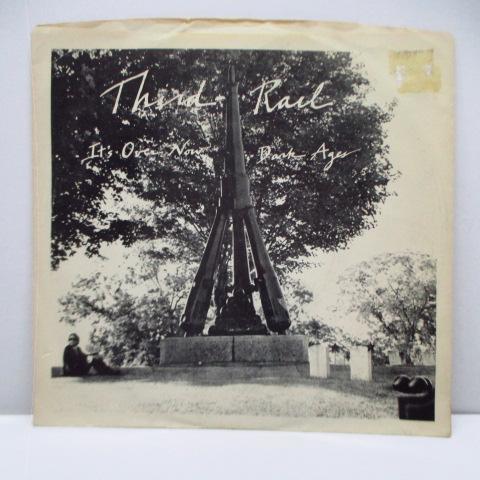 Third Rail
It's Over Now Dark Ages